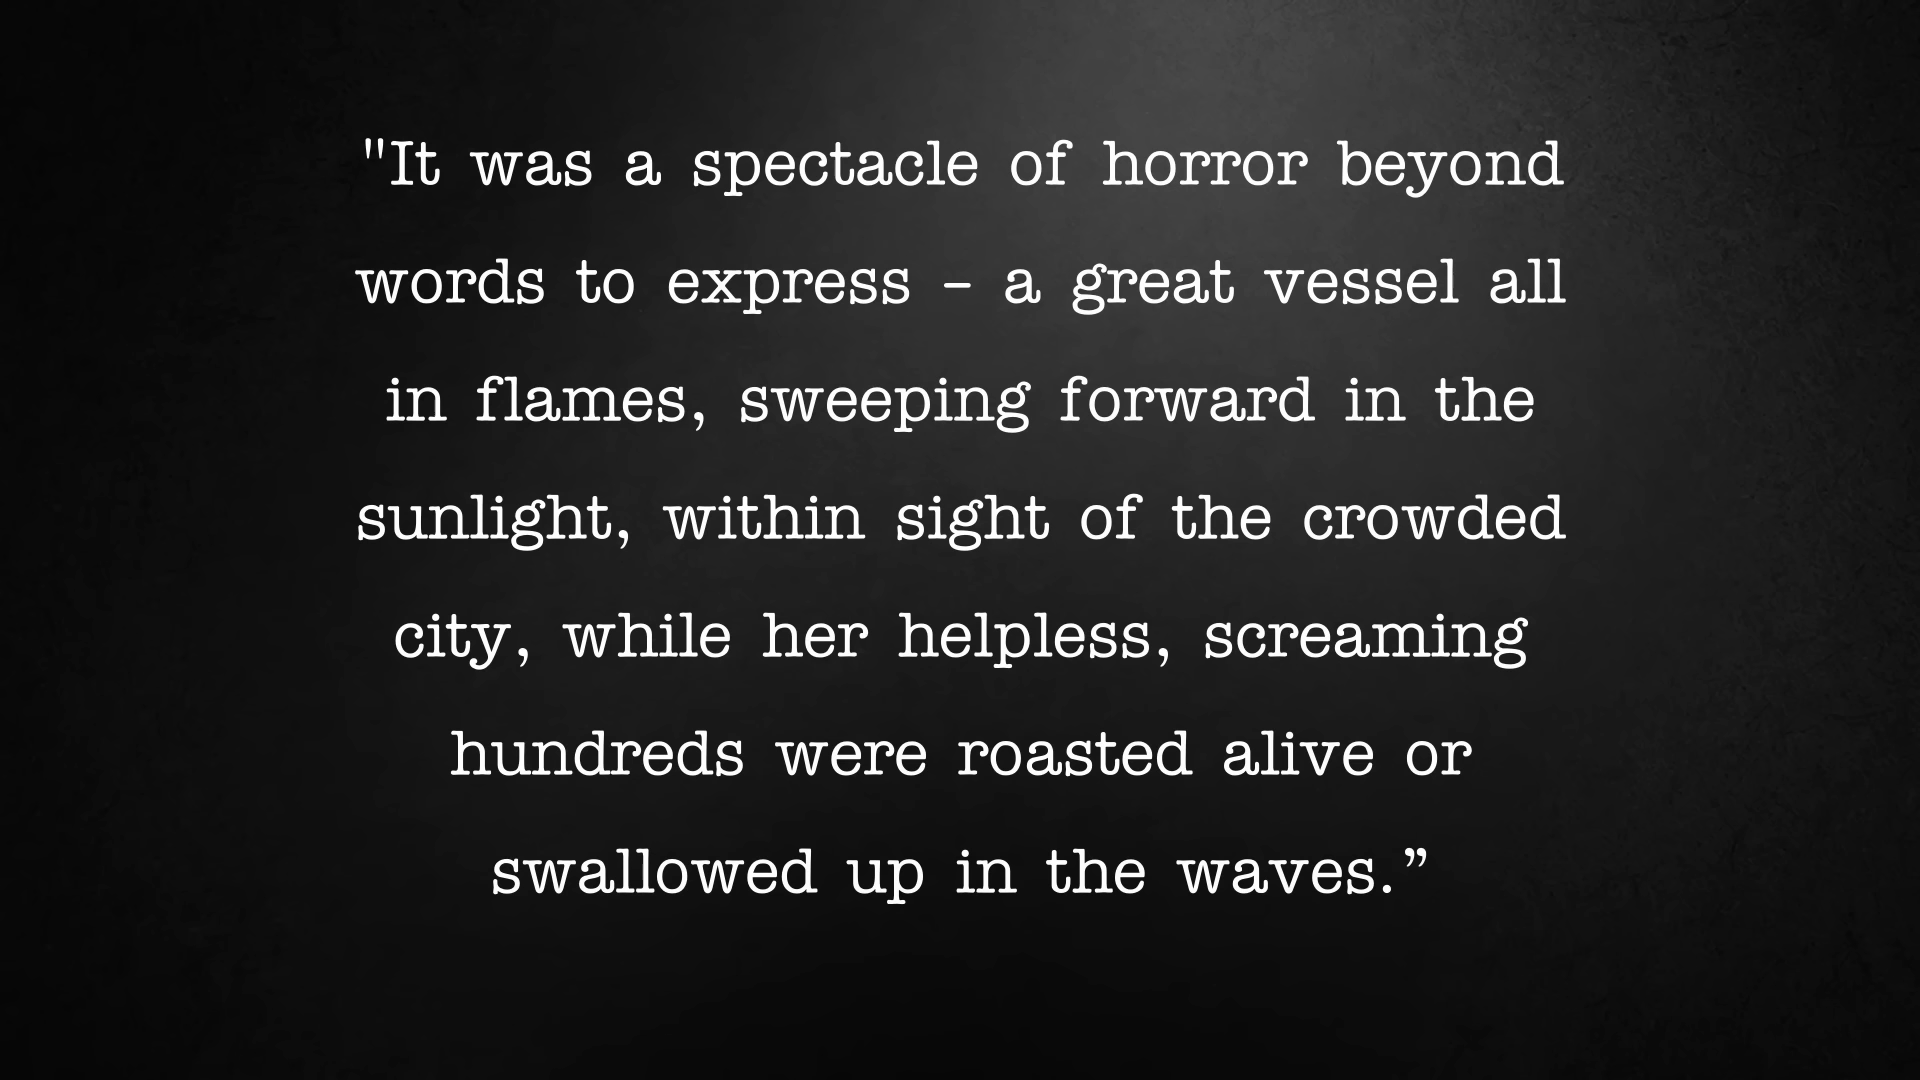 "It was a spectacle of horror beyond
words to express – a great vessel all
in flames, sweeping forward in the
sunlight, within sight of the crowded
city, while her helpless, screaming
hundreds were roasted alive or
swallowed up in the waves.”